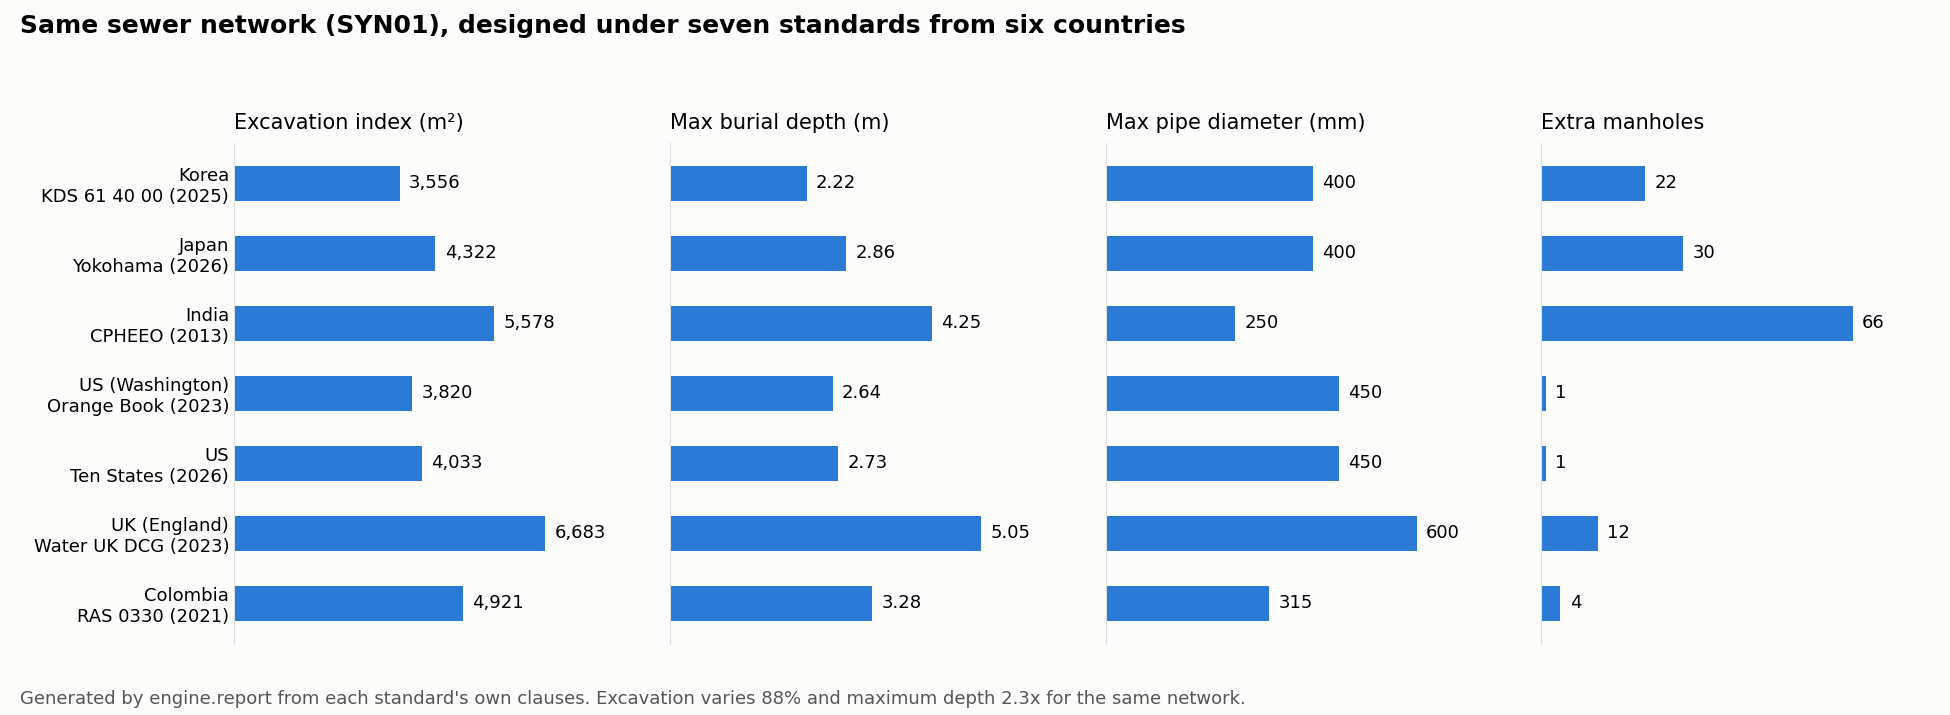 Same sewer network (SYN01), designed under seven standards from six countries
Excavation index (m²)
Max burial depth (m)
Max pipe diameter (mm)
Extra manholes
Korea
KDS 61 40 00 (2025)
3,556
2.22
400
22
Japan
Yokohama (2026)
4,322
2.86
400
30
India
CPHEEO (2013)
5,578
4.25
250
66
US (Washington)
Orange Book (2023)
3,820
2.64
450
1
US
Ten States (2026)
4,033
2.73
450
1
UK (England)
Water UK DCG (2023)
6,683
5.05
600
12
Colombia
RAS 0330 (2021)
4,921
3.28
315
4
Generated by engine.report from each standard's own clauses. Excavation varies 88% and maximum depth 2.3x for the same network.